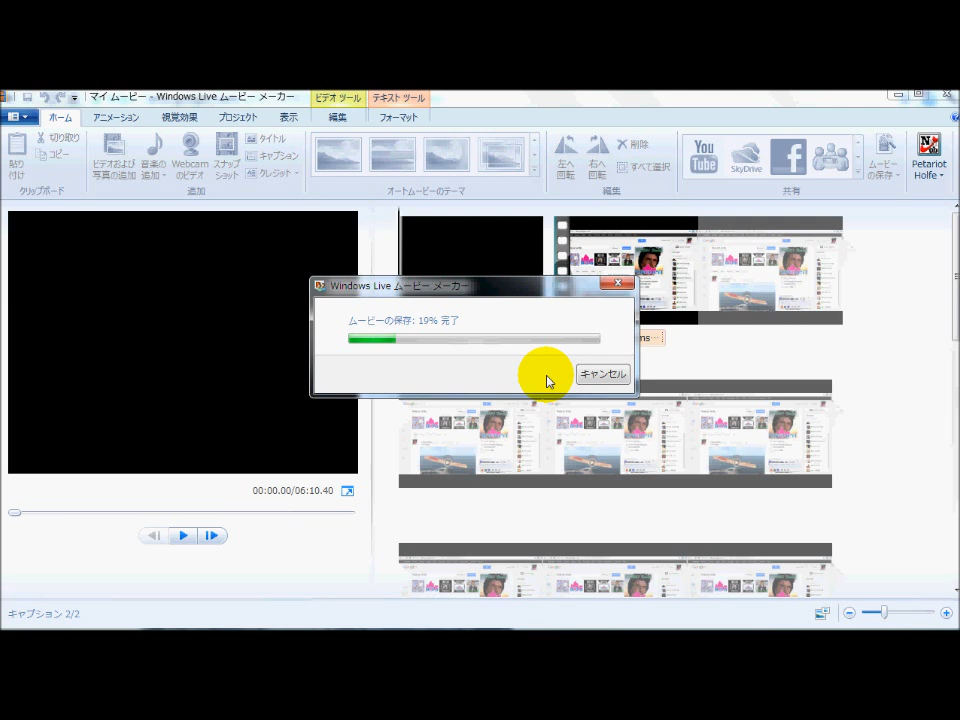 マイ ムービー - Windows Live ムービー メーカー
ビデオ ツール
テキスト ツール
ホーム
アニメーション
視覚効果
プロジェクト
表示
編集
フォーマット
貼り付け
切り取り
コピー
クリップボード
ビデオおよび写真の追加
音楽の追加
Webcam のビデオ
スナップショット
タイトル
キャプション
クレジット
追加
オートムービーのテーマ
左へ回転
右へ回転
削除
すべて選択
編集
You Tube
SkyDrive
f
共有
ムービーの保存
Petariot Holfe
Windows Live ムービー メーカー
ムービーの保存: 19% 完了
キャンセル
00:00.00/06:10.40
キャプション 2/2